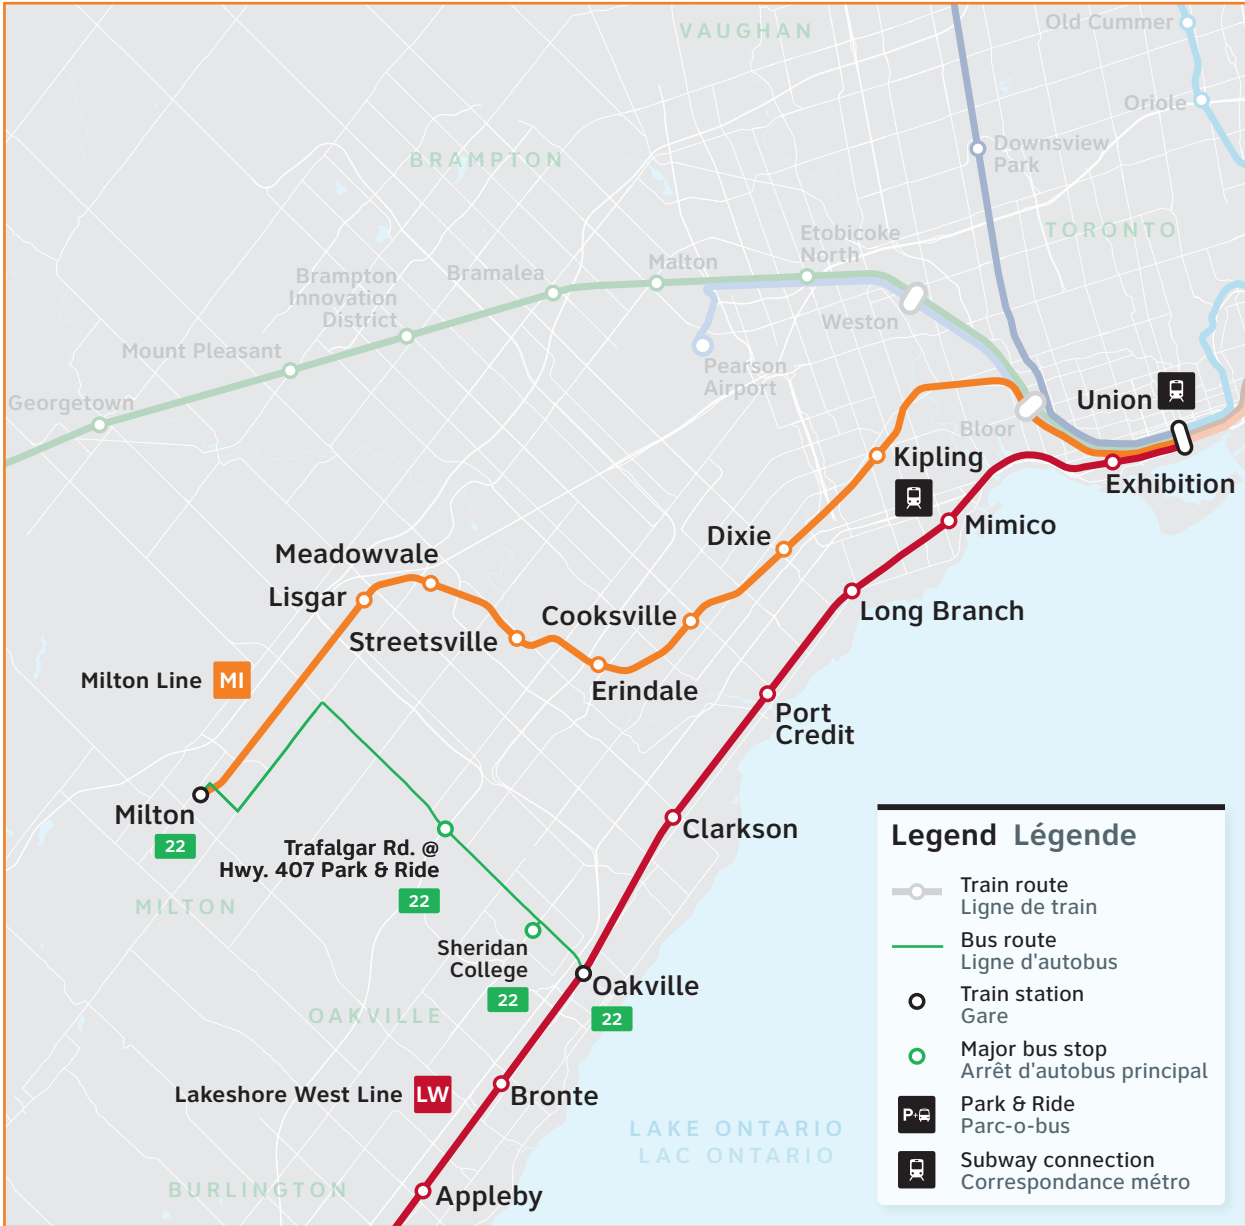 VAUGHAN
Old Cummer
Oriole
Downsview
Park
BRAMPTON
TORONTO
Etobicoke
North
Malton
Bramalea
Brampton
Innovation
District
Weston
Mount Pleasant
Pearson
Airport
Georgetown
Union
Bloor
Kipling
Exhibition
Mimico
Dixie
Meadowvale
Lisgar
Cooksville
Long Branch
Streetsville
Erindale
Milton Line MI
Port
Credit
Milton
22
Clarkson
Trafalgar Rd. @
Hwy. 407 Park & Ride
22
MILTON
Sheridan
College
22
Oakville
22
OAKVILLE
Lakeshore West Line LW
Bronte
LAKE ONTARIO
LAC ONTARIO
BURLINGTON
Appleby
Legend Légende
Train route
Ligne de train
Bus route
Ligne d'autobus
Train station
Gare
Major bus stop
Arrêt d'autobus principal
P+
Park & Ride
Parc-o-bus
Subway connection
Correspondance métro